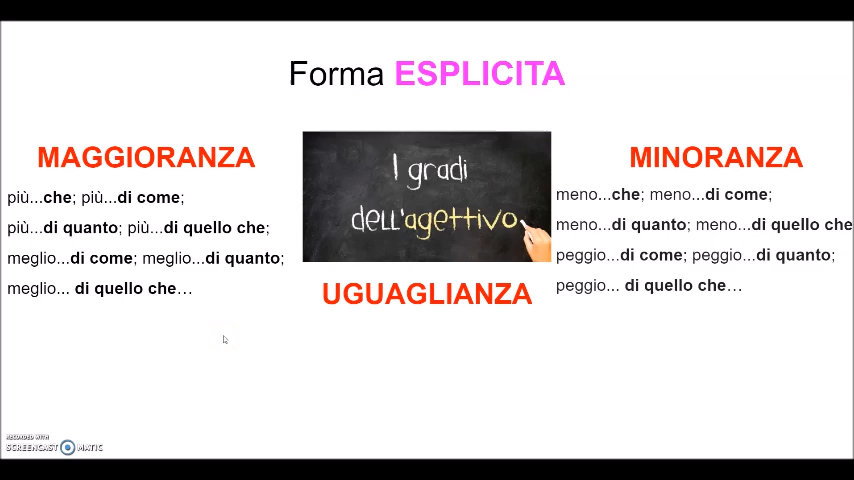 Forma ESPLICITA
MAGGIORANZA
più...che; più...di come;
più...di quanto; più...di quello che;
meglio...di come; meglio...di quanto;
meglio... di quello che…
I gradi
dell'agettivo
UGUAGLIANZA
MINORANZA
meno...che; meno...di come;
meno...di quanto; meno...di quello che
peggio...di come; peggio...di quanto;
peggio... di quello che…
RECORDED WITH
SCREENCAST MATIC